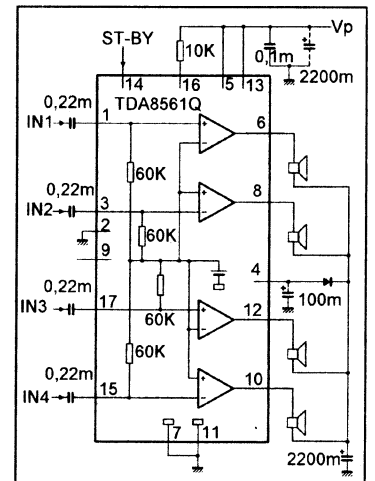 ST-BY
Vp
10K
0,1m
2200m
14
16
5
13
TDA8561Q
0,22m
IN1
1
6
60K
0,22m
IN2
3
8
2
60K
9
4
0,22m
100m
IN3
17
12
60K
60K
0,22m
10
IN4
15
7
11
2200m